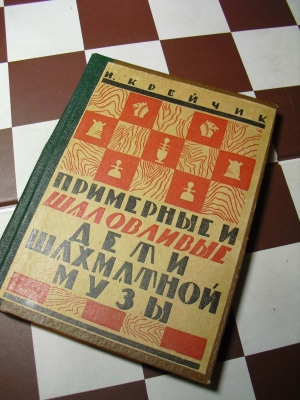 И. КРЕЙЧИК
ПРИМЕРНЫЕ И
ШАЛОВЛИВЫЕ
ДЕТИ
ШАХМАТНОЙ
МУЗЫ